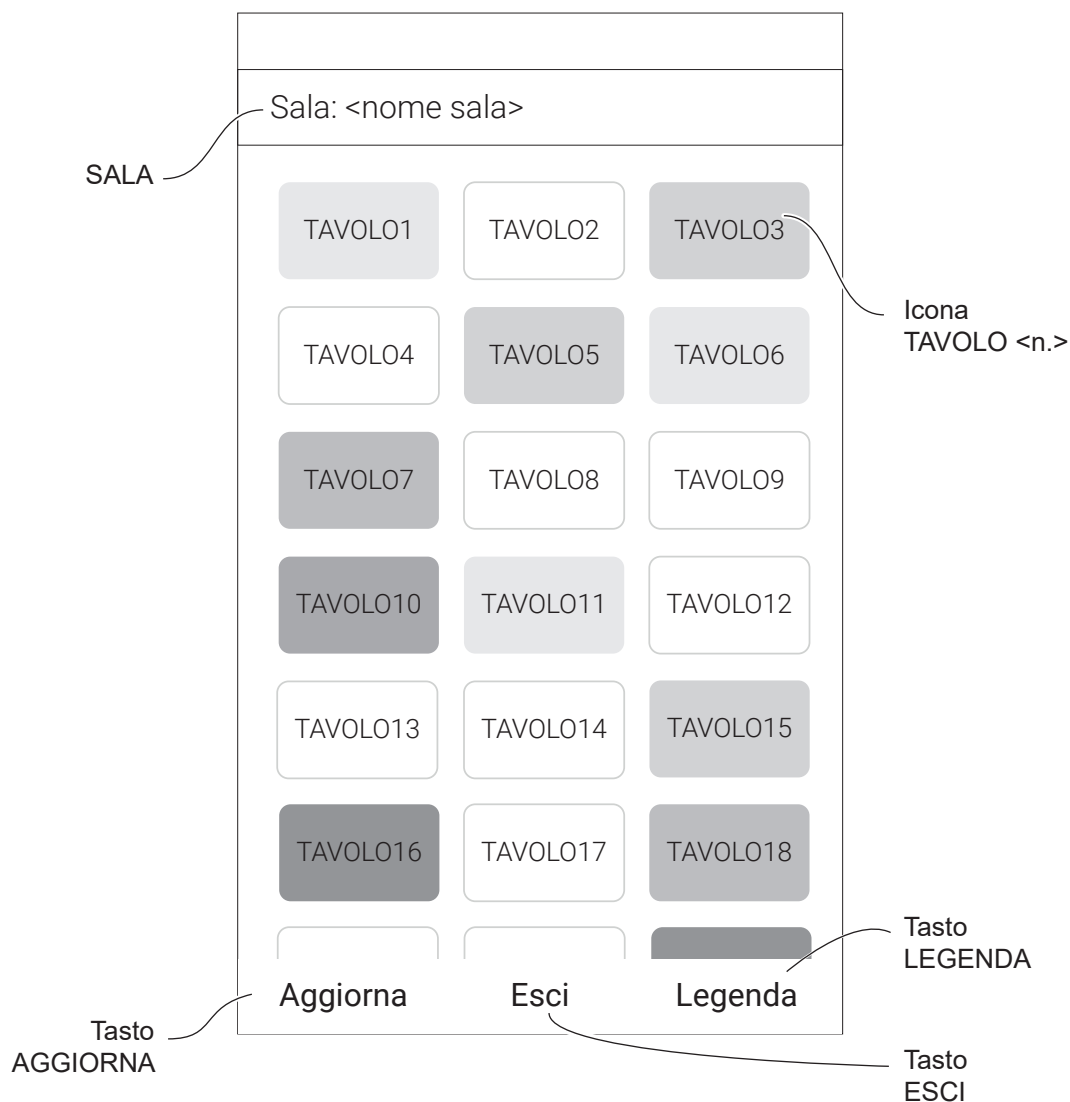 Sala: <nome sala>
SALA
TAVOLO1
TAVOLO2
TAVOLO3
Icona
TAVOLO <n.>
TAVOLO4
TAVOLO5
TAVOLO6
TAVOLO7
TAVOLO8
TAVOLO9
TAVOLO10
TAVOLO11
TAVOLO12
TAVOLO13
TAVOLO14
TAVOLO15
TAVOLO16
TAVOLO17
TAVOLO18
Tasto
LEGENDA
Aggiorna
Esci
Legenda
Tasto
AGGIORNA
Tasto
ESCI